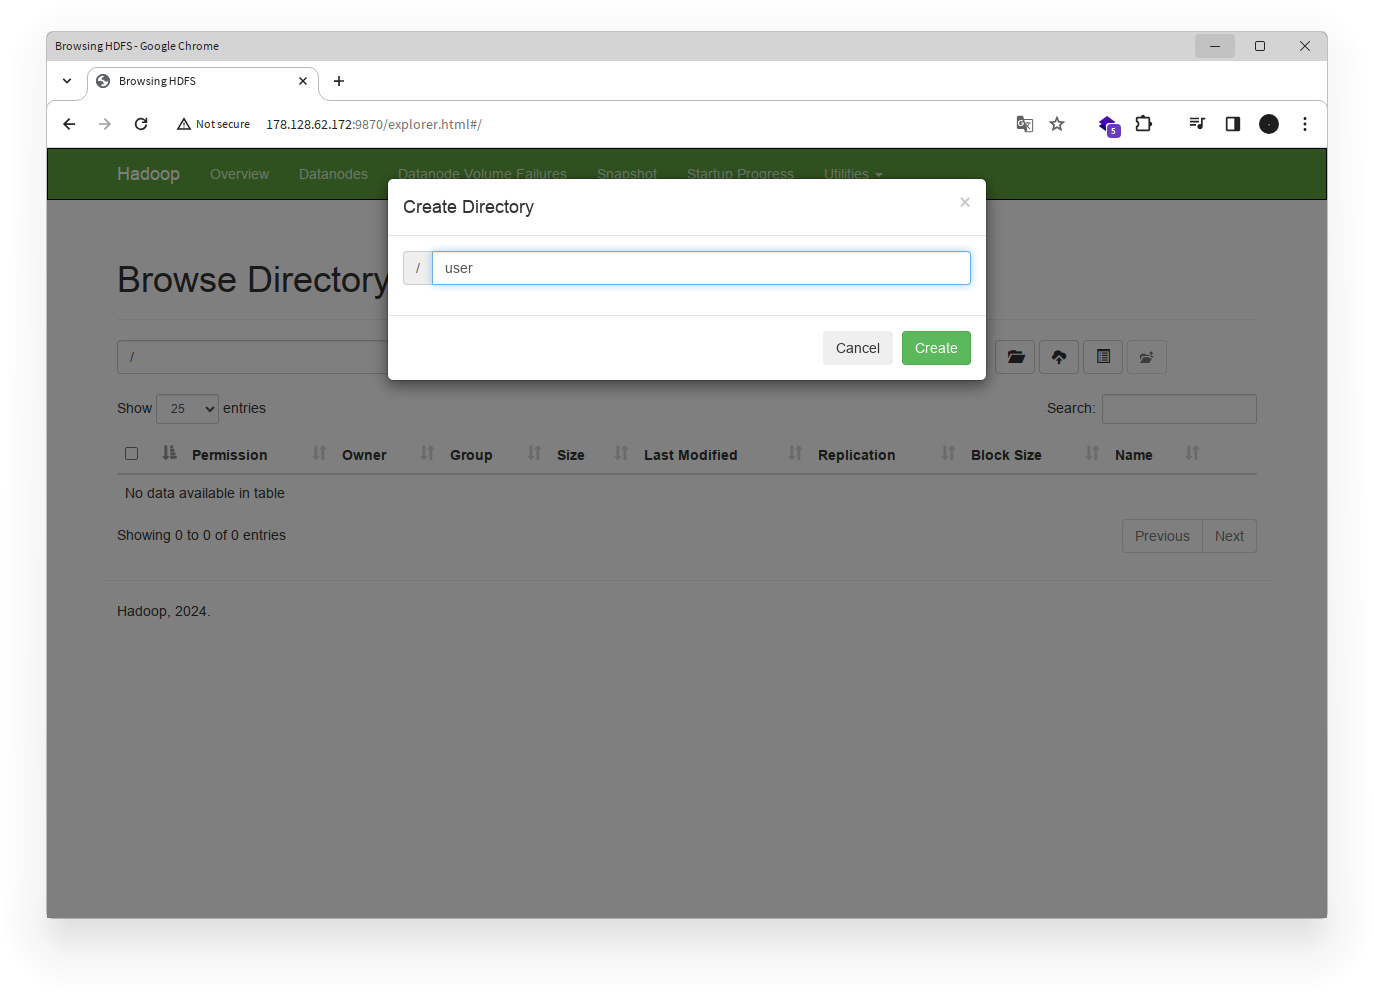 Browsing HDFS - Google Chrome
Browsing HDFS
Not secure 178.128.62.172:9870/explorer.html#/
5
Hadoop Overview Datanodes Datanode Volume Failures Snapshot Startup Progress Utilities
Create Directory ×
/ user
Cancel Create
Browse Directory
/
Show 25 entries Search:
Permission Owner Group Size Last Modified Replication Block Size Name
No data available in table
Showing 0 to 0 of 0 entries Previous Next
Hadoop, 2024.